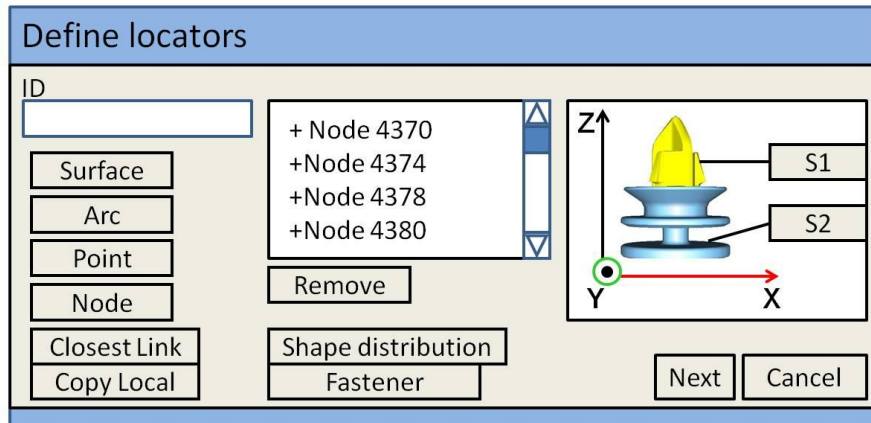 Define locators
ID
+ Node 4370
+Node 4374
+Node 4378
+Node 4380
Surface
Arc
Point
Node
Closest Link
Copy Local
Remove
Shape distribution
Fastener
Z
S1
S2
Y
X
Next
Cancel